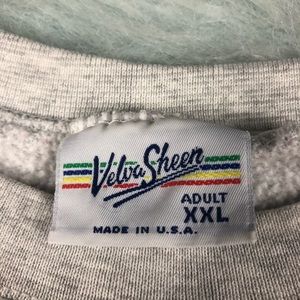 Velva Sheen
ADULT
XXL
MADE IN U.S.A.